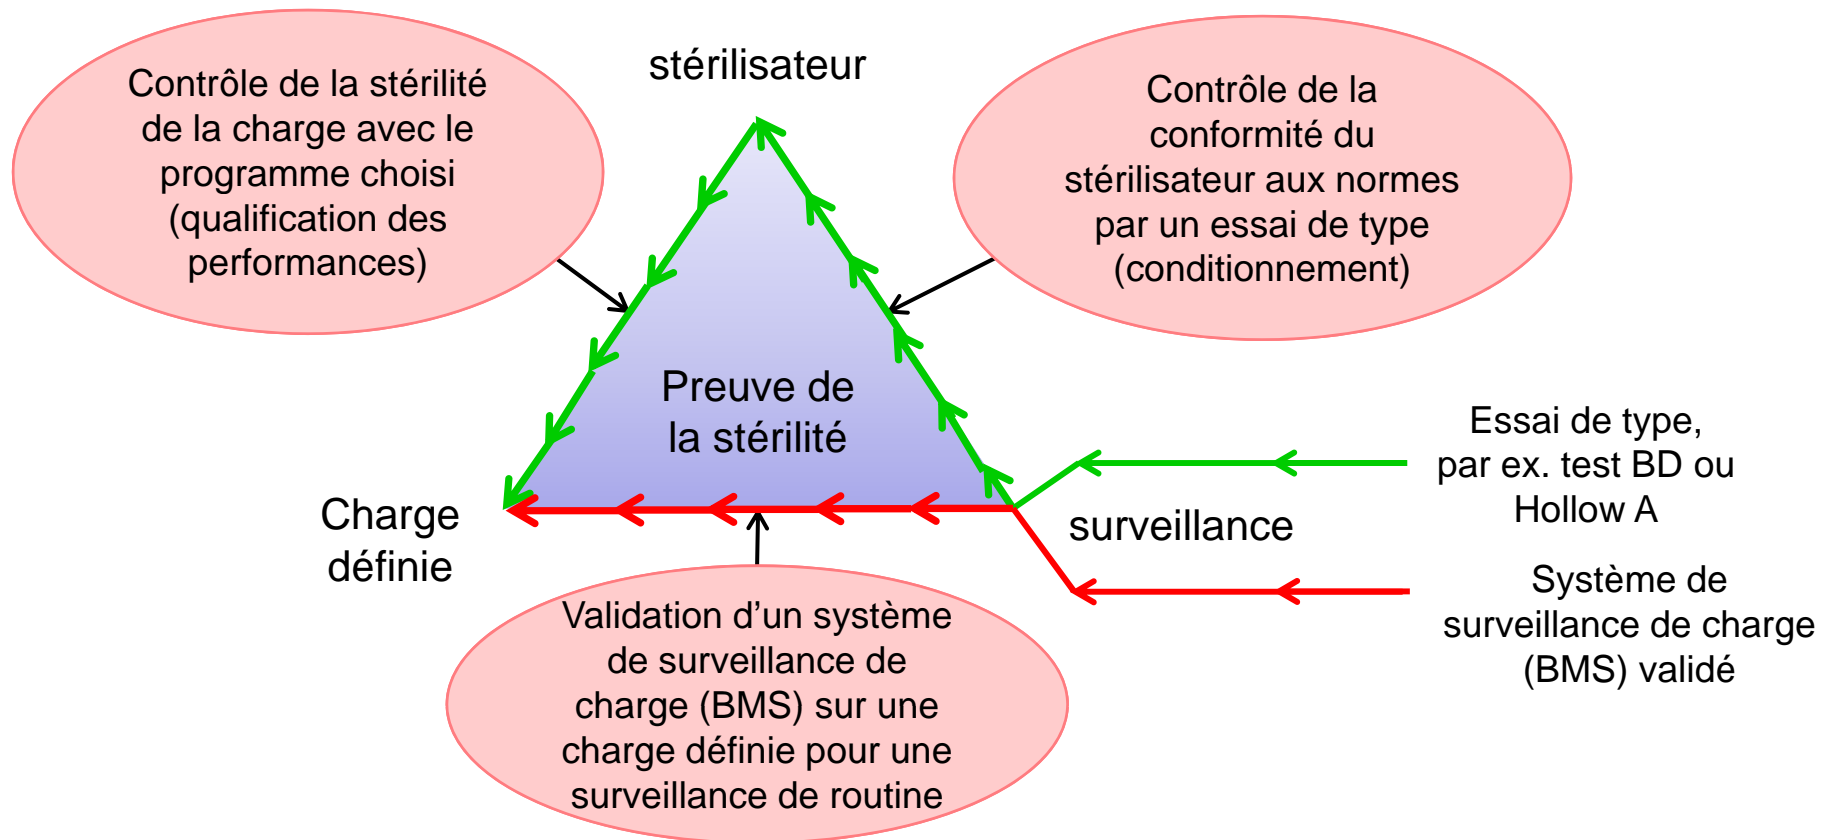 Contrôle de la stérilité
de la charge avec le
programme choisi
(qualification des
performances)
stérilisateur
Contrôle de la
conformité du
stérilisateur aux normes
par un essai de type
(conditionnement)
Preuve de
la stérilité
Essai de type,
par ex. test BD ou
Hollow A
Charge
définie
surveillance
Système de
surveillance de charge
(BMS) validé
Validation d’un système
de surveillance de
charge (BMS) sur une
charge définie pour une
surveillance de routine